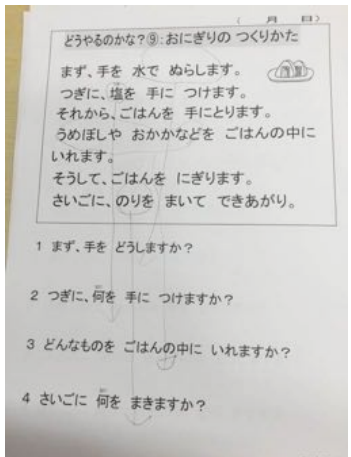 ( 月 日)
どうやるのかな?⑨:おにぎりの つくりかた
まず、手を 水で ぬらします。
つぎに、塩を 手に つけます。
それから、ごはんを 手にとります。
うめぼしや おかかなどを ごはんの中に
いれます。
そうして、ごはんを にぎります。
さいごに、のりを まいて できあがり。
1 まず、手を どうしますか?
2 つぎに、何を 手に つけますか?
3 どんなものを ごはんの中に いれますか?
4 さいごに 何を まきますか?